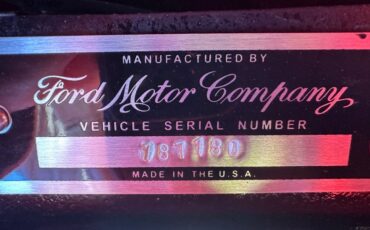 MANUFACTURED BY
Ford Motor Company
VEHICLE SERIAL NUMBER
187180
MADE IN THE U.S.A.